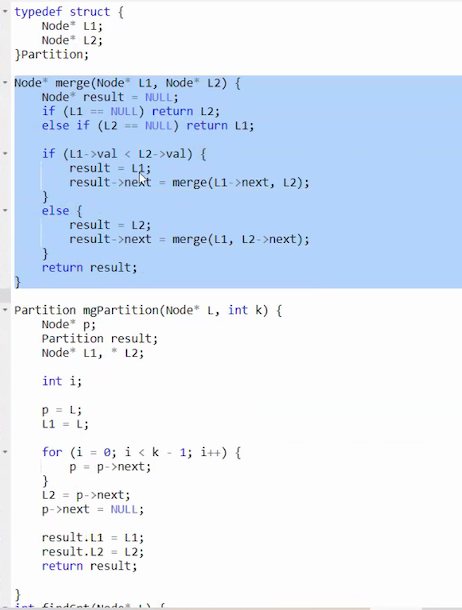 typedef struct {
    Node* L1;
    Node* L2;
}Partition;

Node* merge(Node* L1, Node* L2) {
    Node* result = NULL;
    if (L1 == NULL) return L2;
    else if (L2 == NULL) return L1;

    if (L1->val < L2->val) {
        result = L1;
        result->next = merge(L1->next, L2);
    }
    else {
        result = L2;
        result->next = merge(L1, L2->next);
    }
    return result;
}

Partition mgPartition(Node* L, int k) {
    Node* p;
    Partition result;
    Node* L1, * L2;

    int i;

    p = L;
    L1 = L;

    for (i = 0; i < k - 1; i++) {
        p = p->next;
    }
    L2 = p->next;
    p->next = NULL;

    result.L1 = L1;
    result.L2 = L2;
    return result;

}
int findCnt(Node* L) {